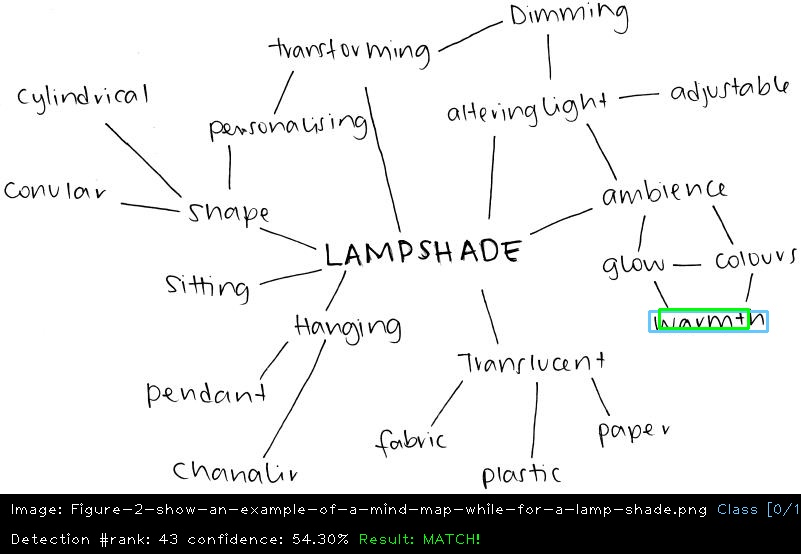 Dimming
transforming
cylindrical
alteringlight
adjustable
personalising
conular
shape
ambience
LAMPSHADE
glow
colours
sitting
warmth
Hanging
Translucent
pendant
fabric
paper
chanalir
plastic
Image: Figure-2-show-an-example-of-a-mind-map-while-for-a-lamp-shade.png Class [0/1
Detection #rank: 43 confidence: 54.30% Result: MATCH!